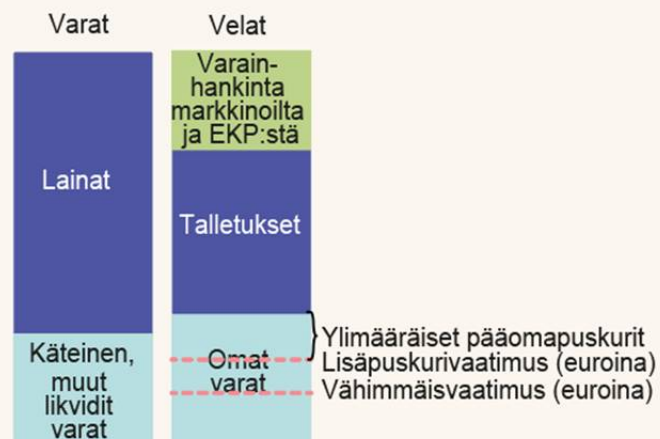 Varat
Velat
Lainat
Käteinen,
muut
likvidit
varat
Varain-
hankinta
markkinoilta
ja EKP:stä
Talletukset
Omat
varat
Ylimääräiset pääomapuskurit
Lisäpuskurivaatimus (euroina)
Vähimmäisvaatimus (euroina)